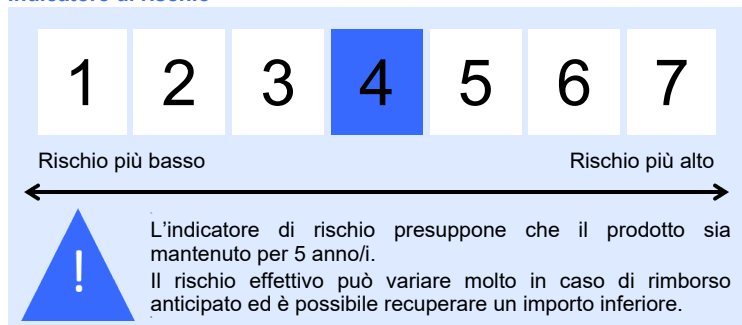 1 2 3 4 5 6 7
Rischio più basso Rischio più alto
!
L'indicatore di rischio presuppone che il prodotto sia
mantenuto per 5 anno/i.
Il rischio effettivo può variare molto in caso di rimborso
anticipato ed è possibile recuperare un importo inferiore.